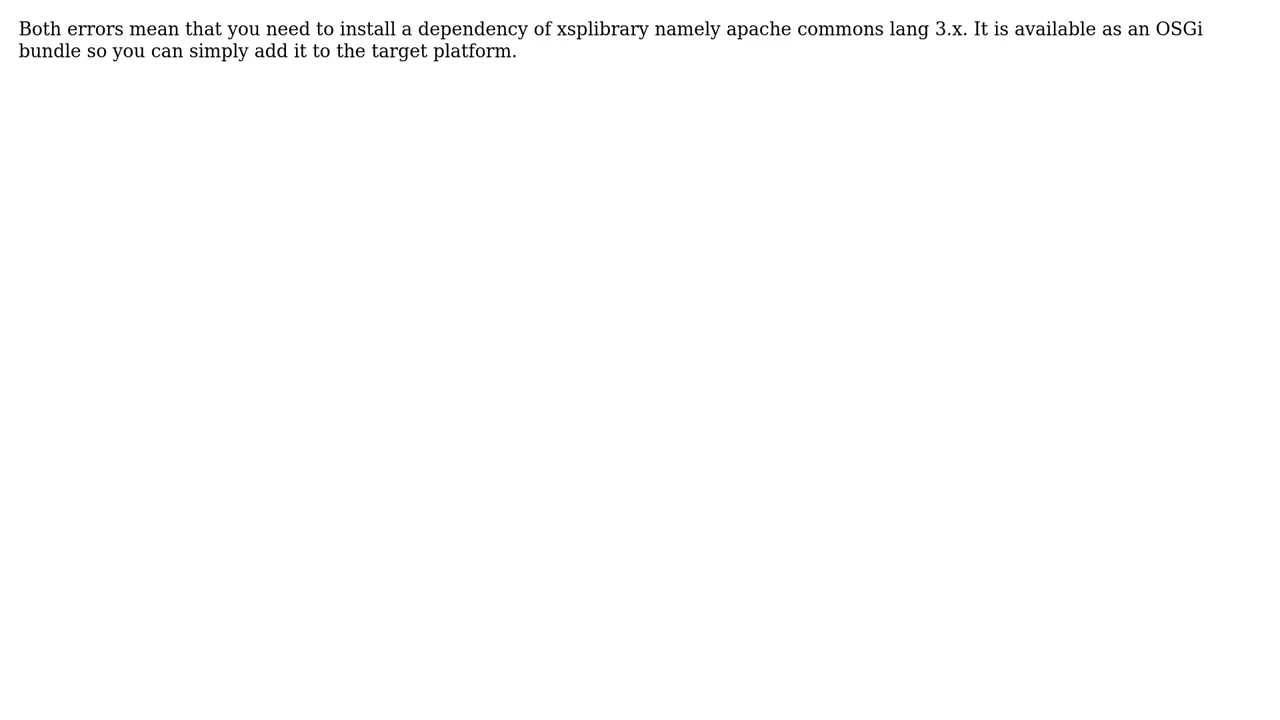 Both errors mean that you need to install a dependency of xsplibrary namely apache commons lang 3.x. It is available as an OSGi
bundle so you can simply add it to the target platform.